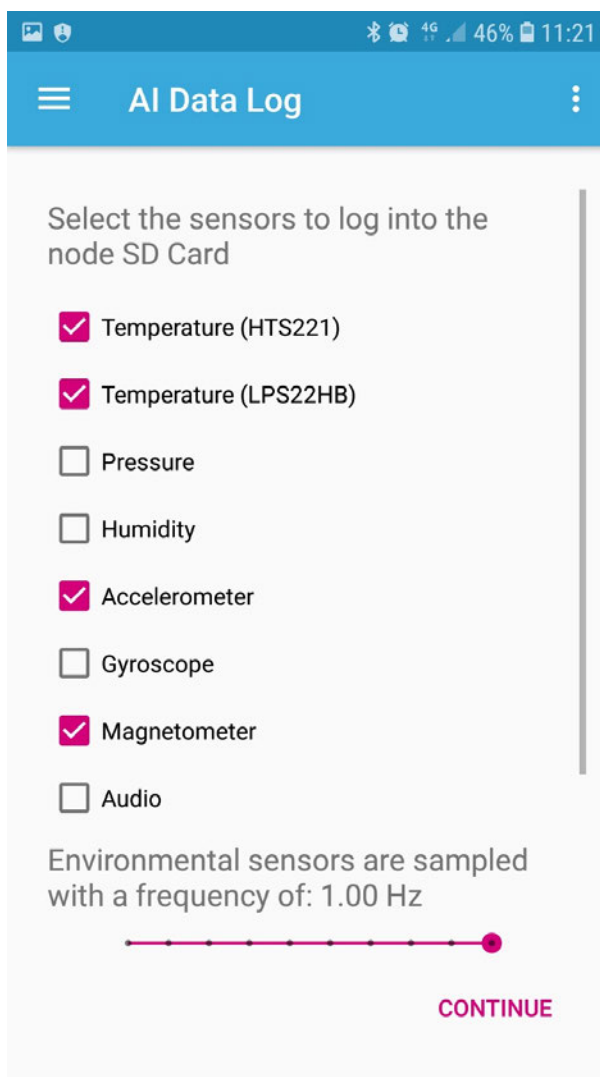 4G 46% 11:21
AI Data Log
Select the sensors to log into the
node SD Card
Temperature (HTS221)
Temperature (LPS22HB)
Pressure
Humidity
Accelerometer
Gyroscope
Magnetometer
Audio
Environmental sensors are sampled
with a frequency of: 1.00 Hz
CONTINUE